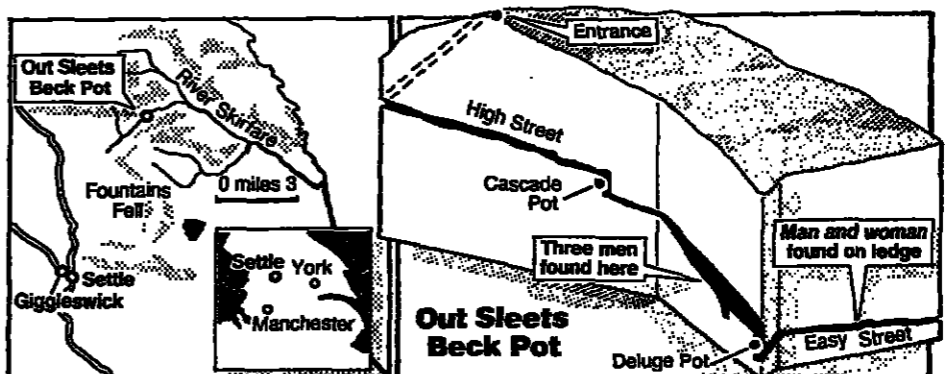 Out Sleets
Beck Pot
River Skirfare
0 miles 3
Fountains
Fell
Settle
Giggleswick
Settle York
Manchester
Entrance
High Street
Cascade
Pot
Three men
found here
Man and woman
found on ledge
Out Sleets
Beck Pot
Deluge Pot
Easy Street